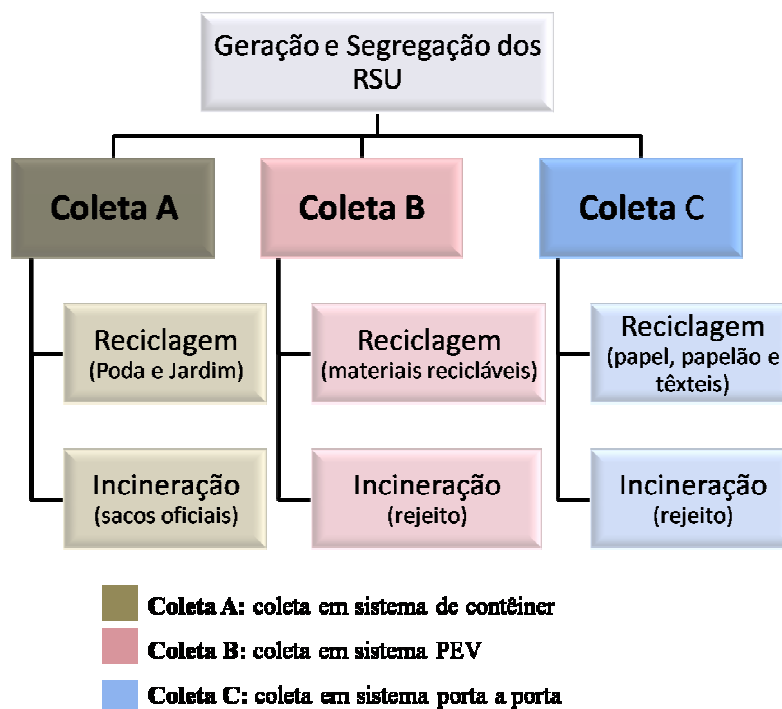 Geração e Segregação dos
RSU
Coleta A
Coleta B
Coleta C
Reciclagem
(Poda e Jardim)
Reciclagem
(materiais recicláveis)
Reciclagem
(papel, papelão e
têxteis)
Incineração
(sacos oficiais)
Incineração
(rejeito)
Incineração
(rejeito)
Coleta A: coleta em sistema de contêiner
Coleta B: coleta em sistema PEV
Coleta C: coleta em sistema porta a porta